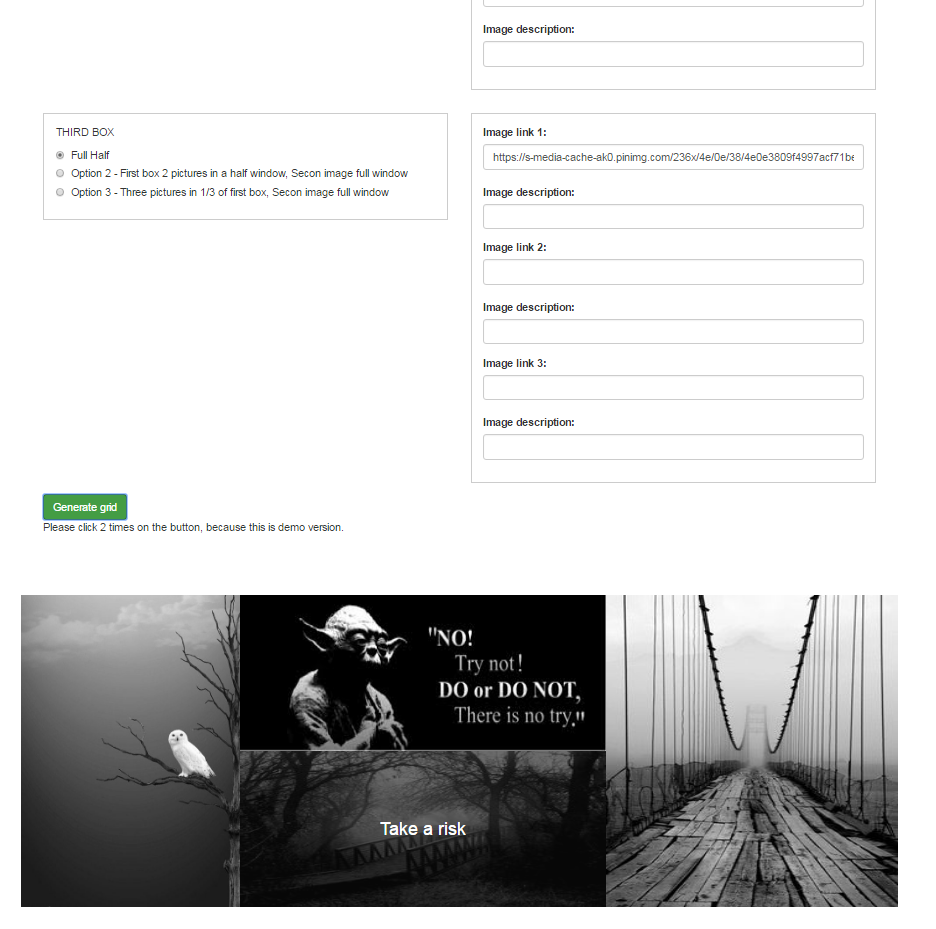 Image description:
THIRD BOX
Full Half
Option 2 - First box 2 pictures in a half window, Secon image full window
Option 3 - Three pictures in 1/3 of first box, Secon image full window
Image link 1:
https://s-media-cache-ak0.pinimg.com/236x/4e/0e/38/4e0e3809f4997acf71be
Image description:
Image link 2:
Image description:
Image link 3:
Image description:
Generate grid
Please click 2 times on the button, because this is demo version.
"NO!
Try not!
DO or DO NOT,
There is no try."
Take a risk